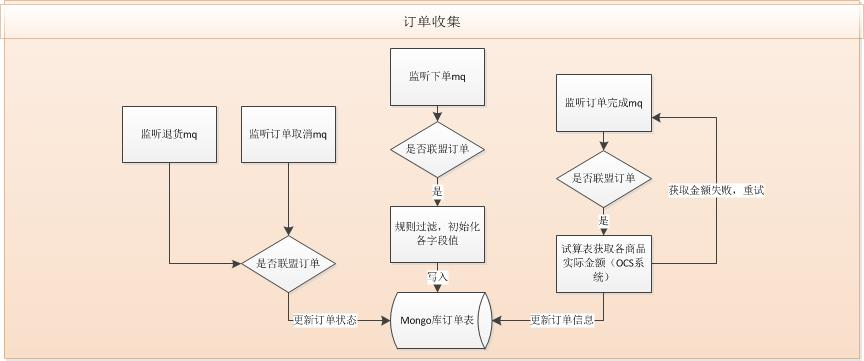 订单收集
监听下单mq
监听订单完成mq
监听退货mq
监听订单取消mq
是否联盟订单
是否联盟订单
获取金额失败，重试
是
是
规则过滤，初始化
各字段值
试算表获取各商品
实际金额（OCS系
统）
是否联盟订单
写入
更新订单状态
Mongo库订单表
更新订单信息